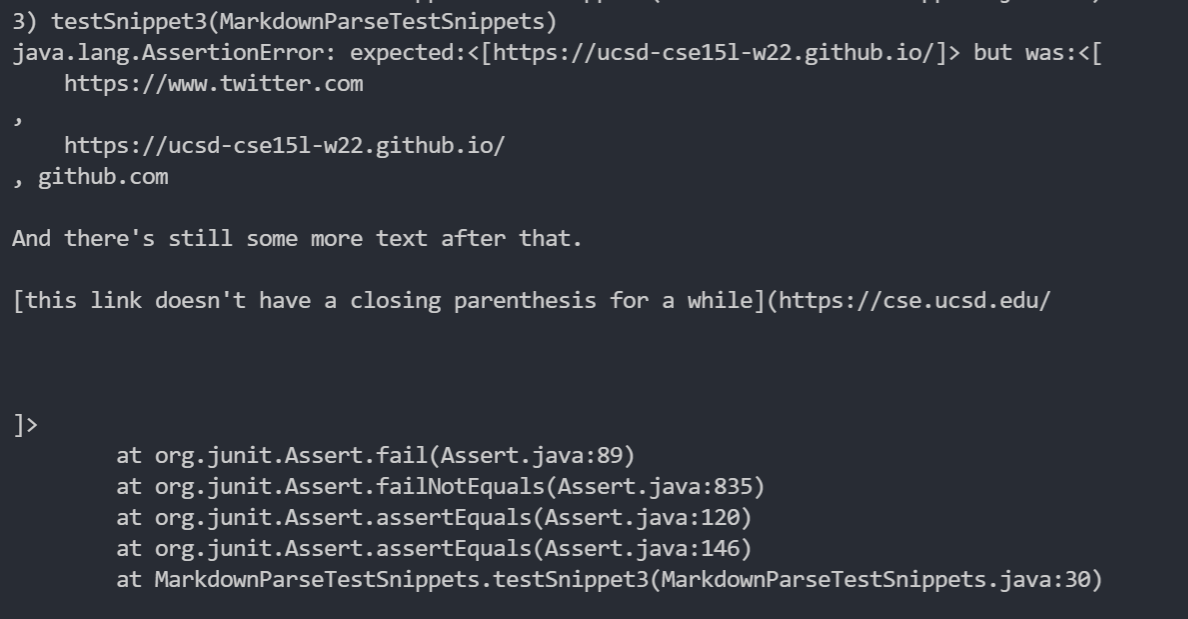 3) testSnippet3(MarkdownParseTestSnippets)
java.lang.AssertionError: expected:<[https://ucsd-cse15l-w22.github.io/]> but was:<[
    https://www.twitter.com
,
    https://ucsd-cse15l-w22.github.io/
, github.com

And there's still some more text after that.

[this link doesn't have a closing parenthesis for a while](https://cse.ucsd.edu/



]>
        at org.junit.Assert.fail(Assert.java:89)
        at org.junit.Assert.failNotEquals(Assert.java:835)
        at org.junit.Assert.assertEquals(Assert.java:120)
        at org.junit.Assert.assertEquals(Assert.java:146)
        at MarkdownParseTestSnippets.testSnippet3(MarkdownParseTestSnippets.java:30)